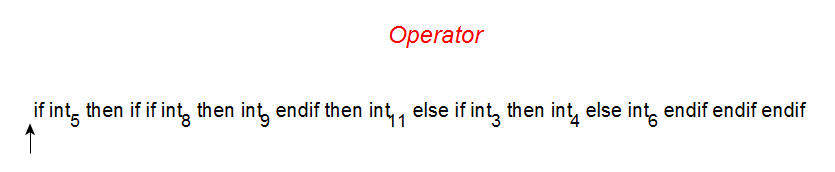 Operator
if int5 then if if int8 then int9 endif then int11 else if int3 then int4 else int6 endif endif endif